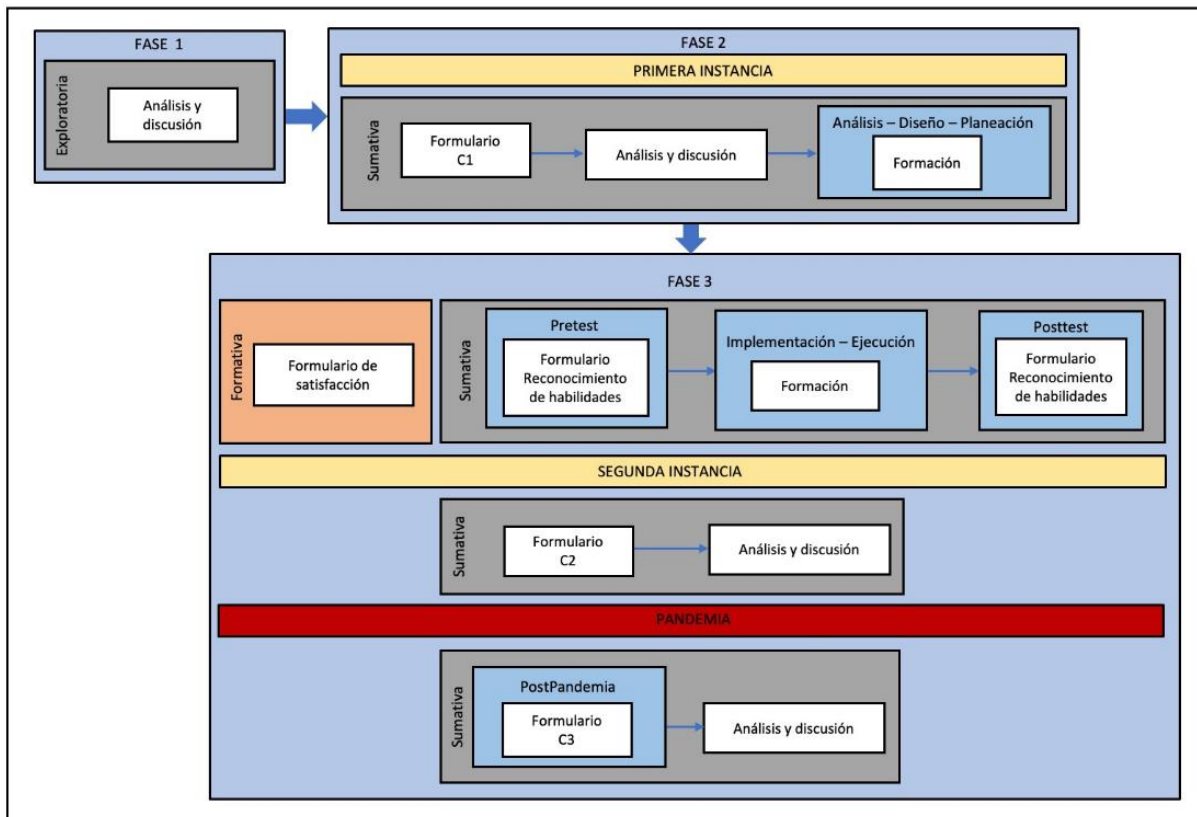 FASE 1
Exploratoria
Análisis y
discusión
FASE 2
PRIMERA INSTANCIA
Sumativa
Formulario
C1
Análisis y discusión
Análisis – Diseño – Planeación
Formación
FASE 3
Formativa
Formulario de
satisfacción
Sumativa
Pretest
Formulario
Reconocimiento
de habilidades
Implementación – Ejecución
Formación
Posttest
Formulario
Reconocimiento
de habilidades
SEGUNDA INSTANCIA
Sumativa
Formulario
C2
Análisis y discusión
PANDEMIA
Sumativa
PostPandemia
Formulario
C3
Análisis y discusión